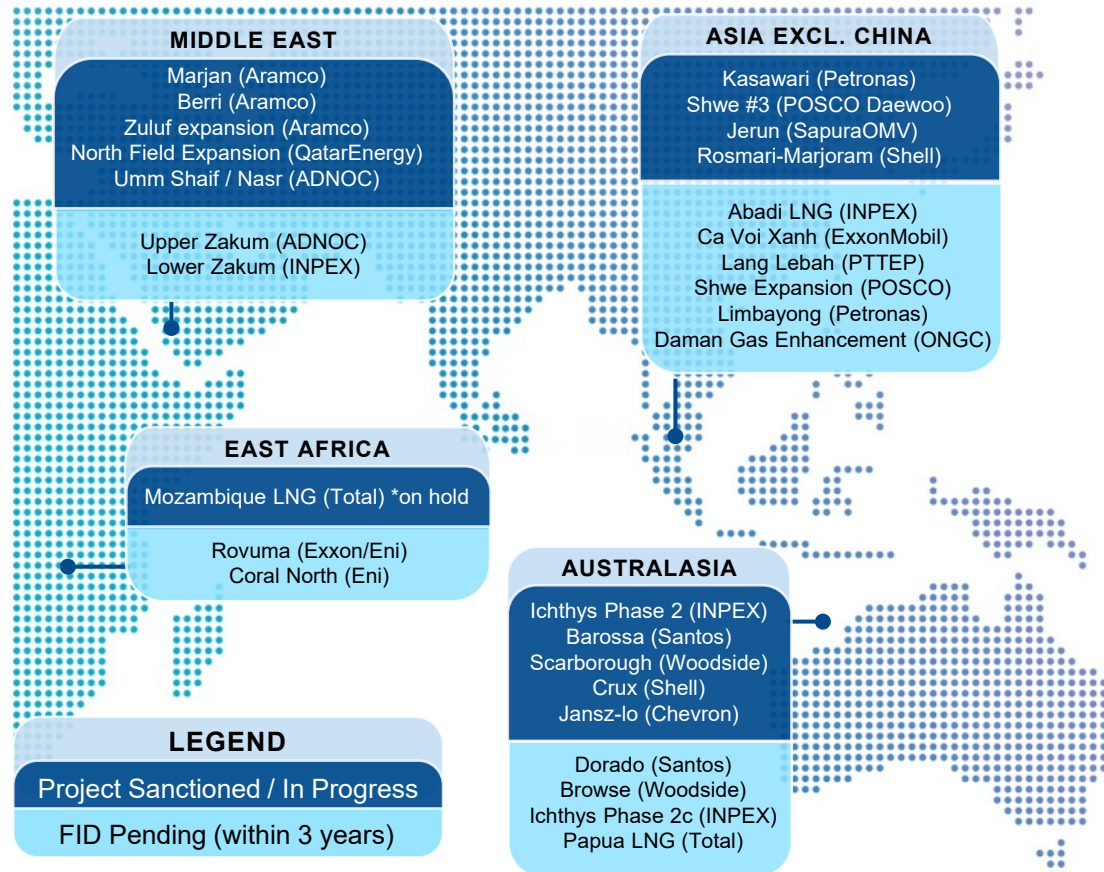 MIDDLE EAST
Marjan (Aramco)
Berri (Aramco)
Zuluf expansion (Aramco)
North Field Expansion (QatarEnergy)
Umm Shaif / Nasr (ADNOC)
Upper Zakum (ADNOC)
Lower Zakum (INPEX)
ASIA EXCL. CHINA
Kasawari (Petronas)
Shwe #3 (POSCO Daewoo)
Jerun (SapuraOMV)
Rosmari-Marjoram (Shell)
Abadi LNG (INPEX)
Ca Voi Xanh (ExxonMobil)
Lang Lebah (PTTEP)
Shwe Expansion (POSCO)
Limbayong (Petronas)
Daman Gas Enhancement (ONGC)
EAST AFRICA
Mozambique LNG (Total) *on hold
Rovuma (Exxon/Eni)
Coral North (Eni)
AUSTRALASIA
Ichthys Phase 2 (INPEX)
Barossa (Santos)
Scarborough (Woodside)
Crux (Shell)
Jansz-lo (Chevron)
Dorado (Santos)
Browse (Woodside)
Ichthys Phase 2c (INPEX)
Papua LNG (Total)
LEGEND
Project Sanctioned / In Progress
FID Pending (within 3 years)